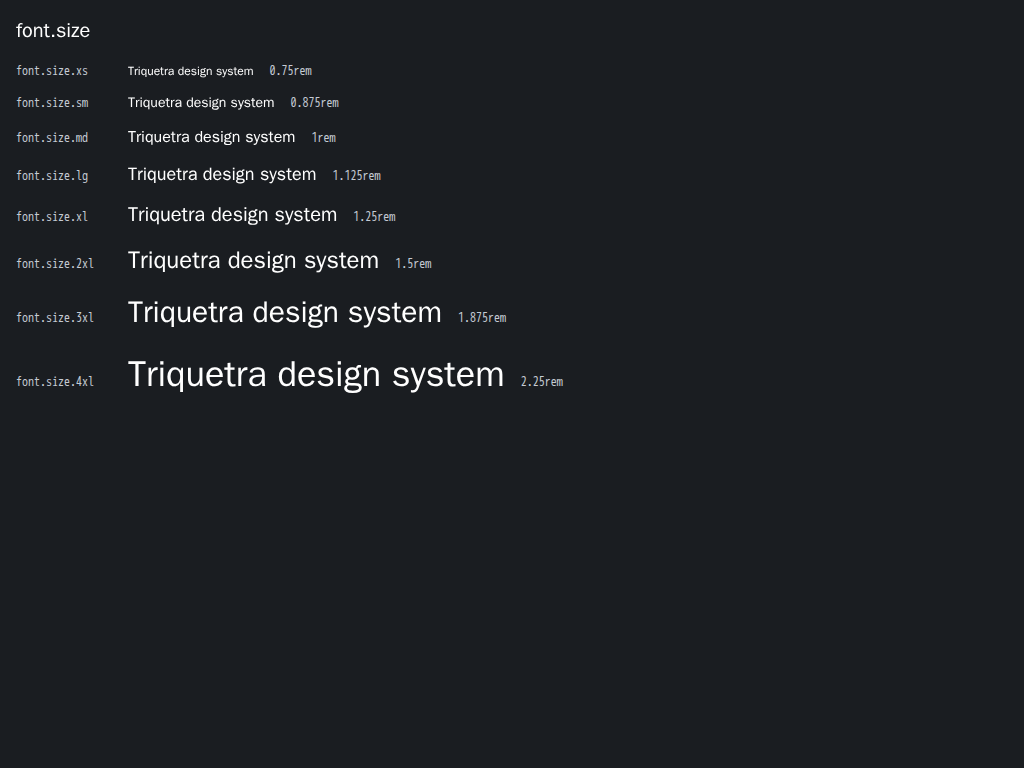 font.size
font.size.xs Triquetra design system 0.75rem
font.size.sm Triquetra design system 0.875rem
font.size.md Triquetra design system 1rem
font.size.lg Triquetra design system 1.125rem
font.size.xl Triquetra design system 1.25rem
font.size.2xl Triquetra design system 1.5rem
font.size.3xl Triquetra design system 1.875rem
font.size.4xl Triquetra design system 2.25rem